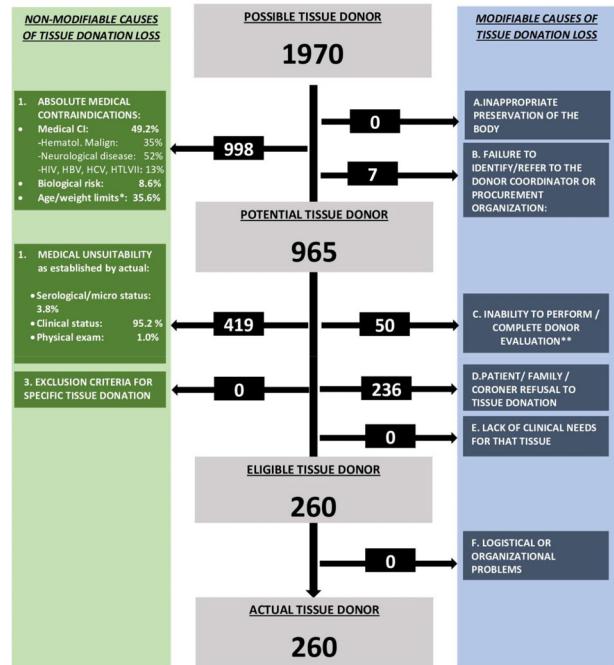 NON-MODIFIABLE CAUSES
OF TISSUE DONATION LOSS
1. ABSOLUTE MEDICAL
CONTRAINDICATIONS:
• Medical CI: 49.2%
-Hematol. Malign: 35%
-Neurological disease: 52%
-HIV, HBV, HCV, HTLVII: 13%
• Biological risk: 8.6%
• Age/weight limits*: 35.6%
1. MEDICAL UNSUITABILITY
as established by actual:
• Serological/micro status:
3.8%
• Clinical status: 95.2 %
• Physical exam: 1.0%
3. EXCLUSION CRITERIA FOR
SPECIFIC TISSUE DONATION
POSSIBLE TISSUE DONOR
1970
0
998
7
POTENTIAL TISSUE DONOR
965
419
50
0
236
0
ELIGIBLE TISSUE DONOR
260
0
ACTUAL TISSUE DONOR
260
MODIFIABLE CAUSES OF
TISSUE DONATION LOSS
A.INAPPROPRIATE
PRESERVATION OF THE
BODY
B. FAILURE TO
IDENTIFY/REFER TO THE
DONOR COORDINATOR OR
PROCUREMENT
ORGANIZATION:
C. INABILITY TO PERFORM /
COMPLETE DONOR
EVALUATION**
D.PATIENT/ FAMILY /
CORONER REFUSAL TO
TISSUE DONATION
E. LACK OF CLINICAL NEEDS
FOR THAT TISSUE
F. LOGISTICAL OR
ORGANIZATIONAL
PROBLEMS